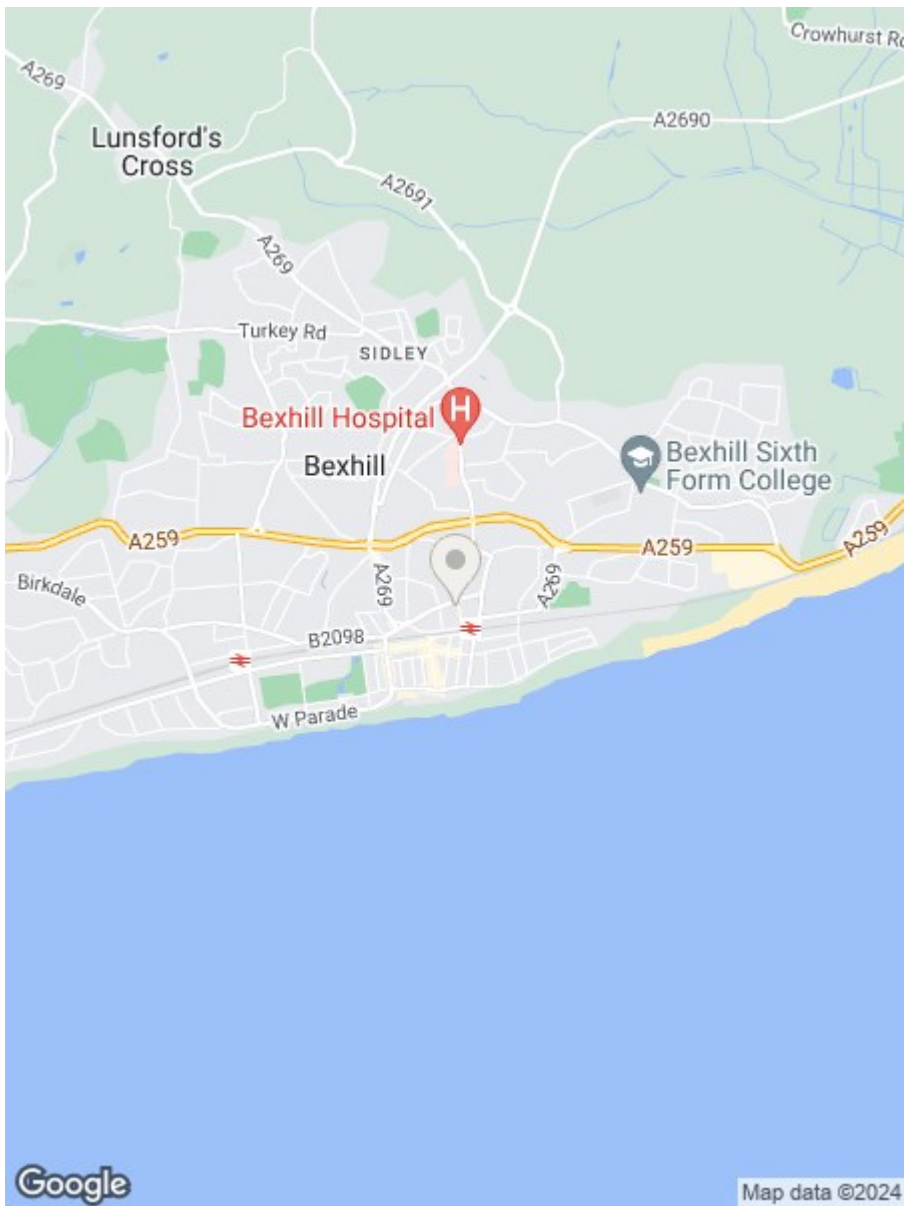 Crowhurst Rd
A269
A2690
Lunsford's
Cross
A2691
A269
Turkey Rd
SIDLEY
Bexhill Hospital
H
Bexhill
Bexhill Sixth
Form College
A259
A259
A259
Birkdale
A269
A269
B2098
W Parade
Google
Map data ©2024